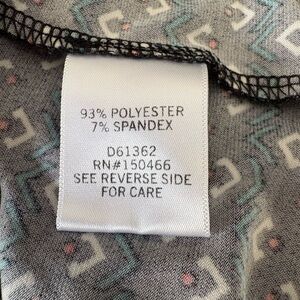 93% POLYESTER
7% SPANDEX
D61362
RN#150466
SEE REVERSE SIDE
FOR CARE